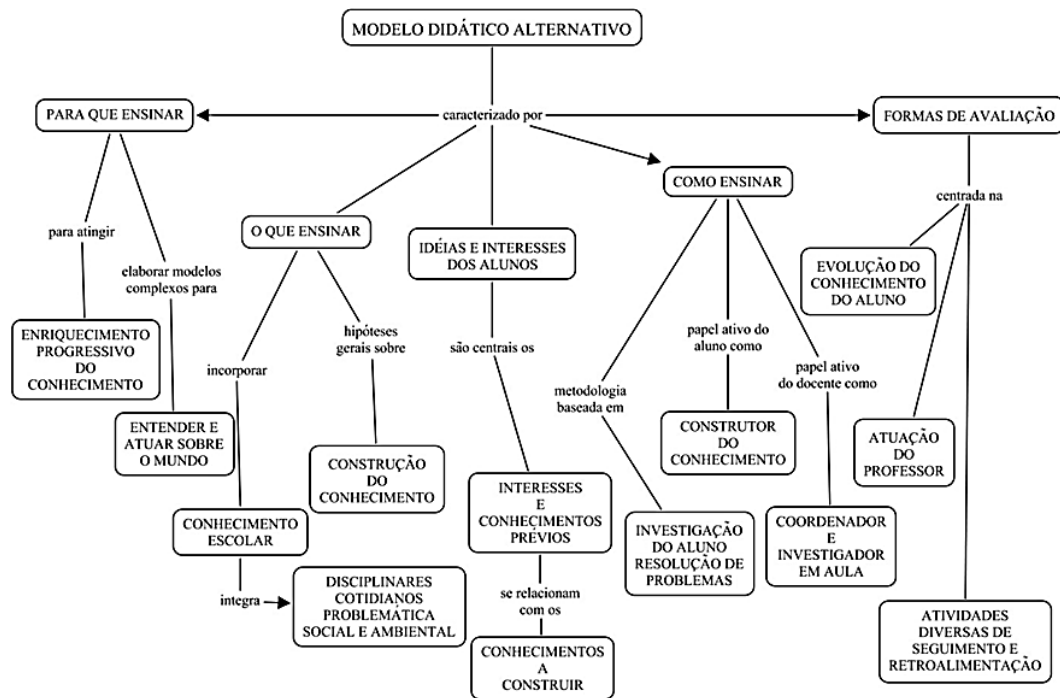 MODELO DIDÁTICO ALTERNATIVO
PARA QUE ENSINAR
caracterizado por
FORMAS DE AVALIAÇÃO
COMO ENSINAR
centrada na
para atingir
O QUE ENSINAR
IDÉIAS E INTERESSES
DOS ALUNOS
elaborar modelos
complexos para
EVOLUÇÃO DO
CONHECIMENTO
DO ALUNO
ENRIQUECIMENTO
PROGRESSIVO
DO
CONHECIMENTO
incorporar
hipóteses
gerais sobre
são centrais os
papel ativo do
aluno como
metodologia
baseada em
papel ativo
do docente como
ENTENDER E
ATUAR SOBRE
O MUNDO
CONSTRUÇÃO
DO
CONHECIMENTO
CONSTRUTOR
DO
CONHECIMENTO
ATUAÇÃO
DO
PROFESSOR
INTERESSES
E
CONHECIMENTOS
PRÉVIOS
CONHECIMENTO
ESCOLAR
INVESTIGAÇÃO
DO ALUNO
RESOLUÇÃO DE
PROBLEMAS
COORDENADOR
E
INVESTIGADOR
EM AULA
integra
DISCIPLINARES
COTIDIANOS
PROBLEMÁTICA
SOCIAL E AMBIENTAL
se relacionam
com os
CONHECIMENTOS
A
CONSTRUIR
ATIVIDADES
DIVERSAS DE
SEGUIMENTO E
RETROALIMENTAÇÃO